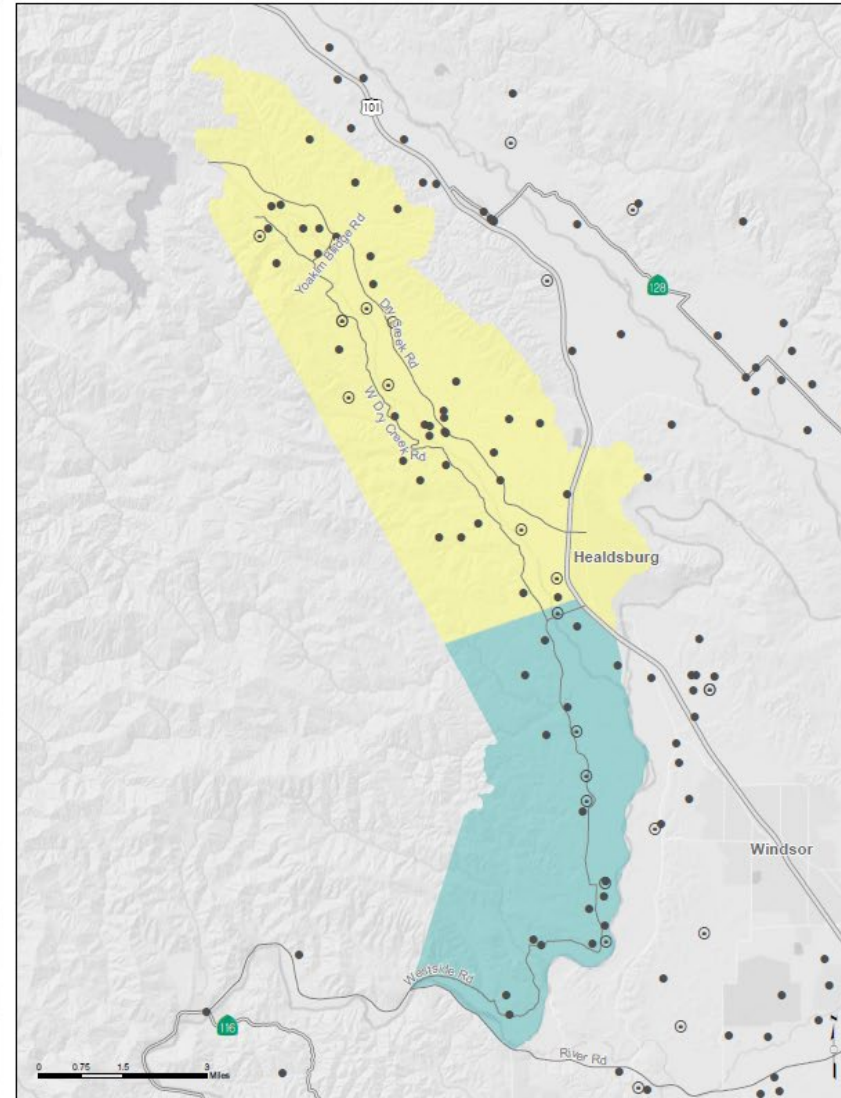 101
Yoakim Bridge Rd
128
Dry Creek Rd
W Dry Creek Rd
Healdsburg
Windsor
Westside Rd
116
River Rd
0 0.75 1.5 3
Miles